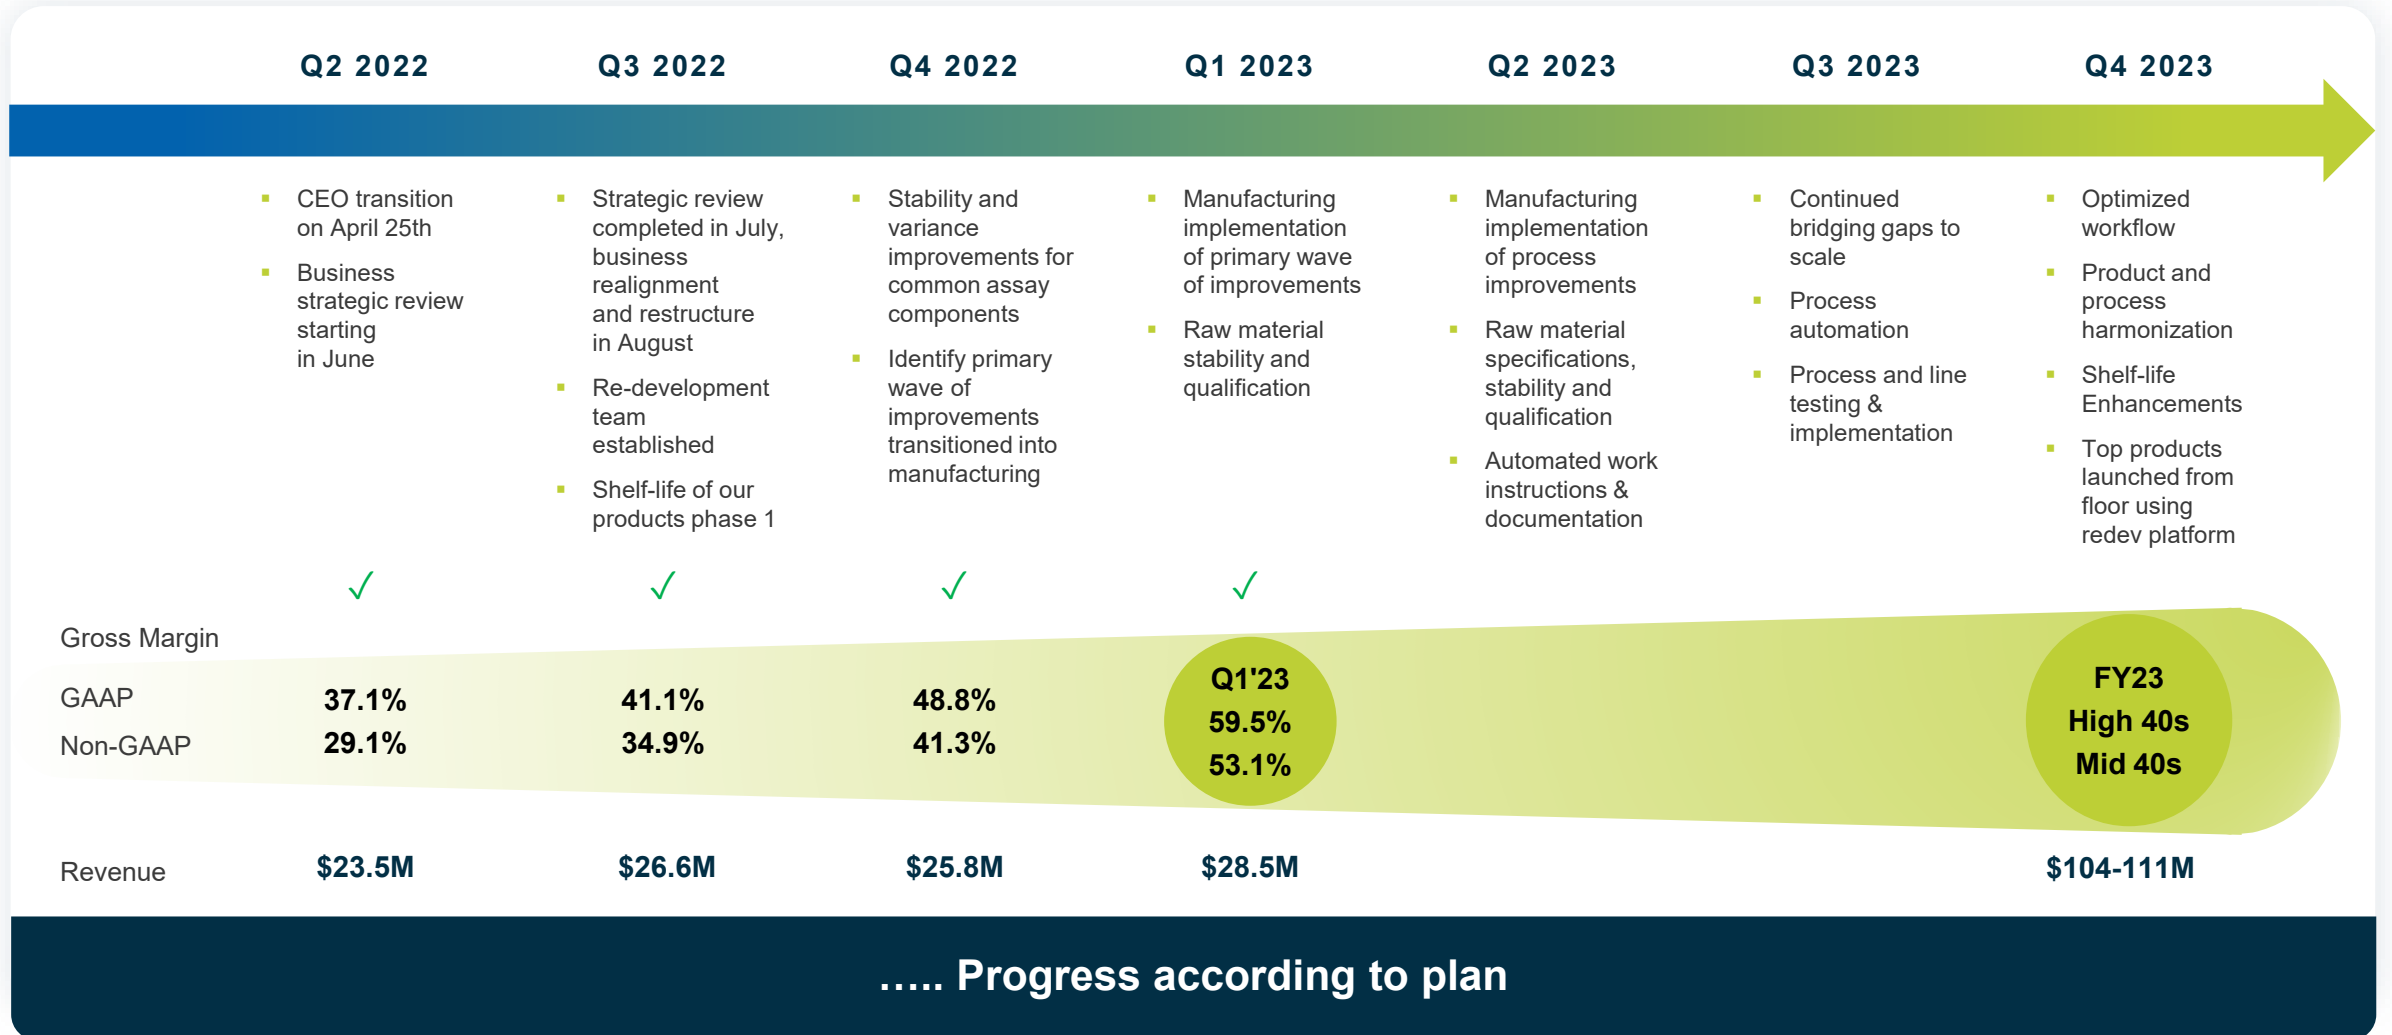 Q2 2022 Q3 2022 Q4 2022 Q1 2023 Q2 2023 Q3 2023 Q4 2023
CEO transition
on April 25th
Business
strategic review
starting
in June
Strategic review
completed in July,
business
realignment
and restructure
in August
Re-development
team
established
Shelf-life of our
products phase 1
Stability and
variance
improvements for
common assay
components
Identify primary
wave of
improvements
transitioned into
manufacturing
Manufacturing
implementation
of primary wave
of improvements
Raw material
stability and
qualification
Manufacturing
implementation
of process
improvements
Raw material
specifications,
stability and
qualification
Automated work
instructions &
documentation
Continued
bridging gaps to
scale
Process
automation
Process and line
testing &
implementation
Optimized
workflow
Product and
process
harmonization
Shelf-life
Enhancements
Top products
launched from
floor using
redev platform
✓ ✓ ✓ ✓
Gross Margin
GAAP 37.1% 41.1% 48.8%
Non-GAAP 29.1% 34.9% 41.3%
Q1'23
59.5%
53.1%
FY23
High 40s
Mid 40s
Revenue $23.5M $26.6M $25.8M $28.5M $104-111M
..... Progress according to plan